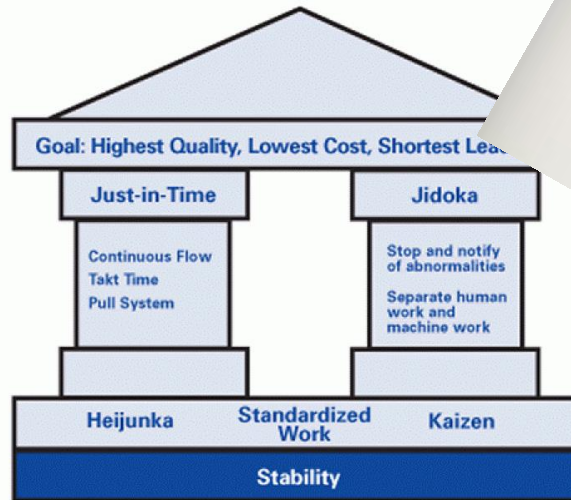 Goal: Highest Quality, Lowest Cost, Shortest
Just-in-Time
Jidoka
Continuous Flow
Takt Time
Pull System
Stop and notify
of abnormalities
Separate human
work and
machine work
Heijunka
Standardized
Work
Kaizen
Stability